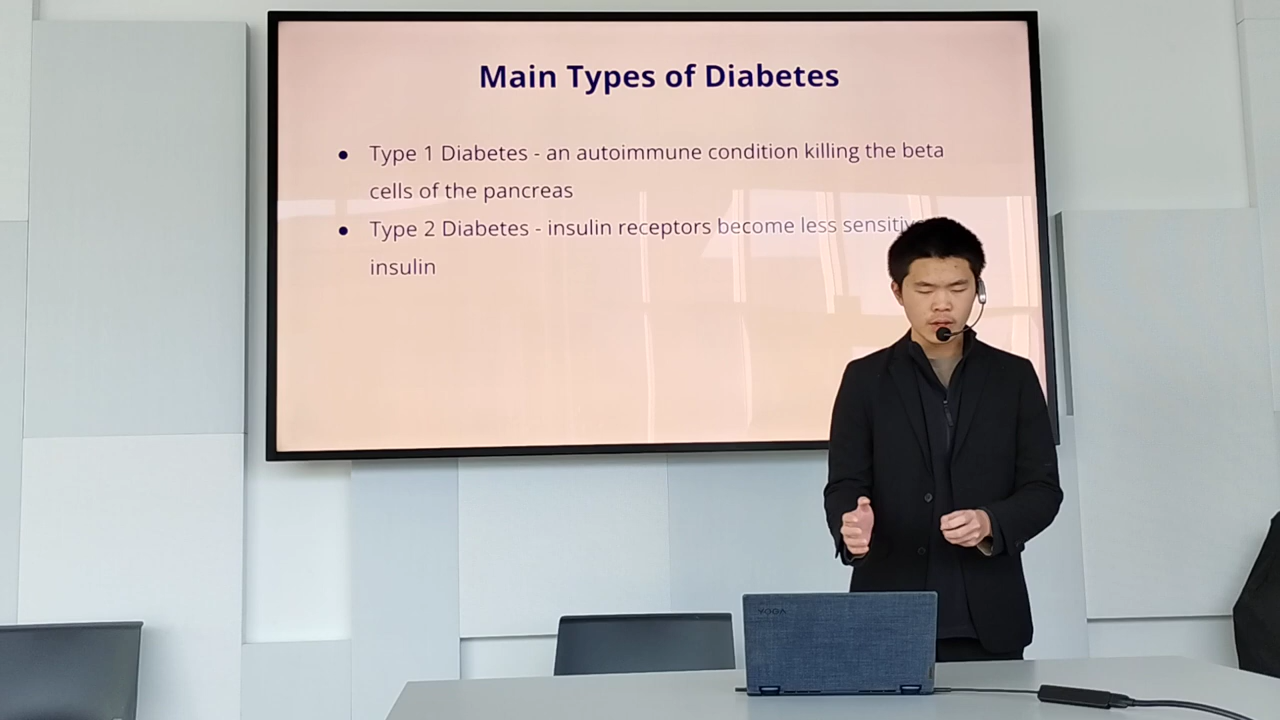 Main Types of Diabetes
● Type 1 Diabetes - an autoimmune condition killing the beta
cells of the pancreas
● Type 2 Diabetes - insulin receptors become less
insulin
YOGA